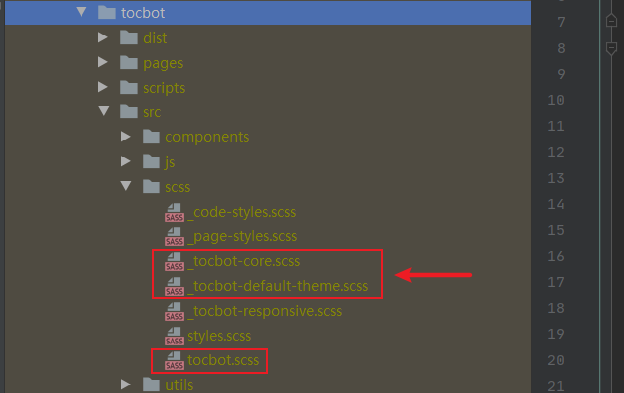 tocbot
7
dist
8
pages
9
scripts
10
src
11
components
12
js
13
scss
14
SASS _code-styles.scss
15
SASS _page-styles.scss
16
SASS _tocbot-core.scss
17
SASS _tocbot-default-theme.scss
18
SASS _tocbot-responsive.scss
19
SASS styles.scss
20
SASS tocbot.scss
21
utils